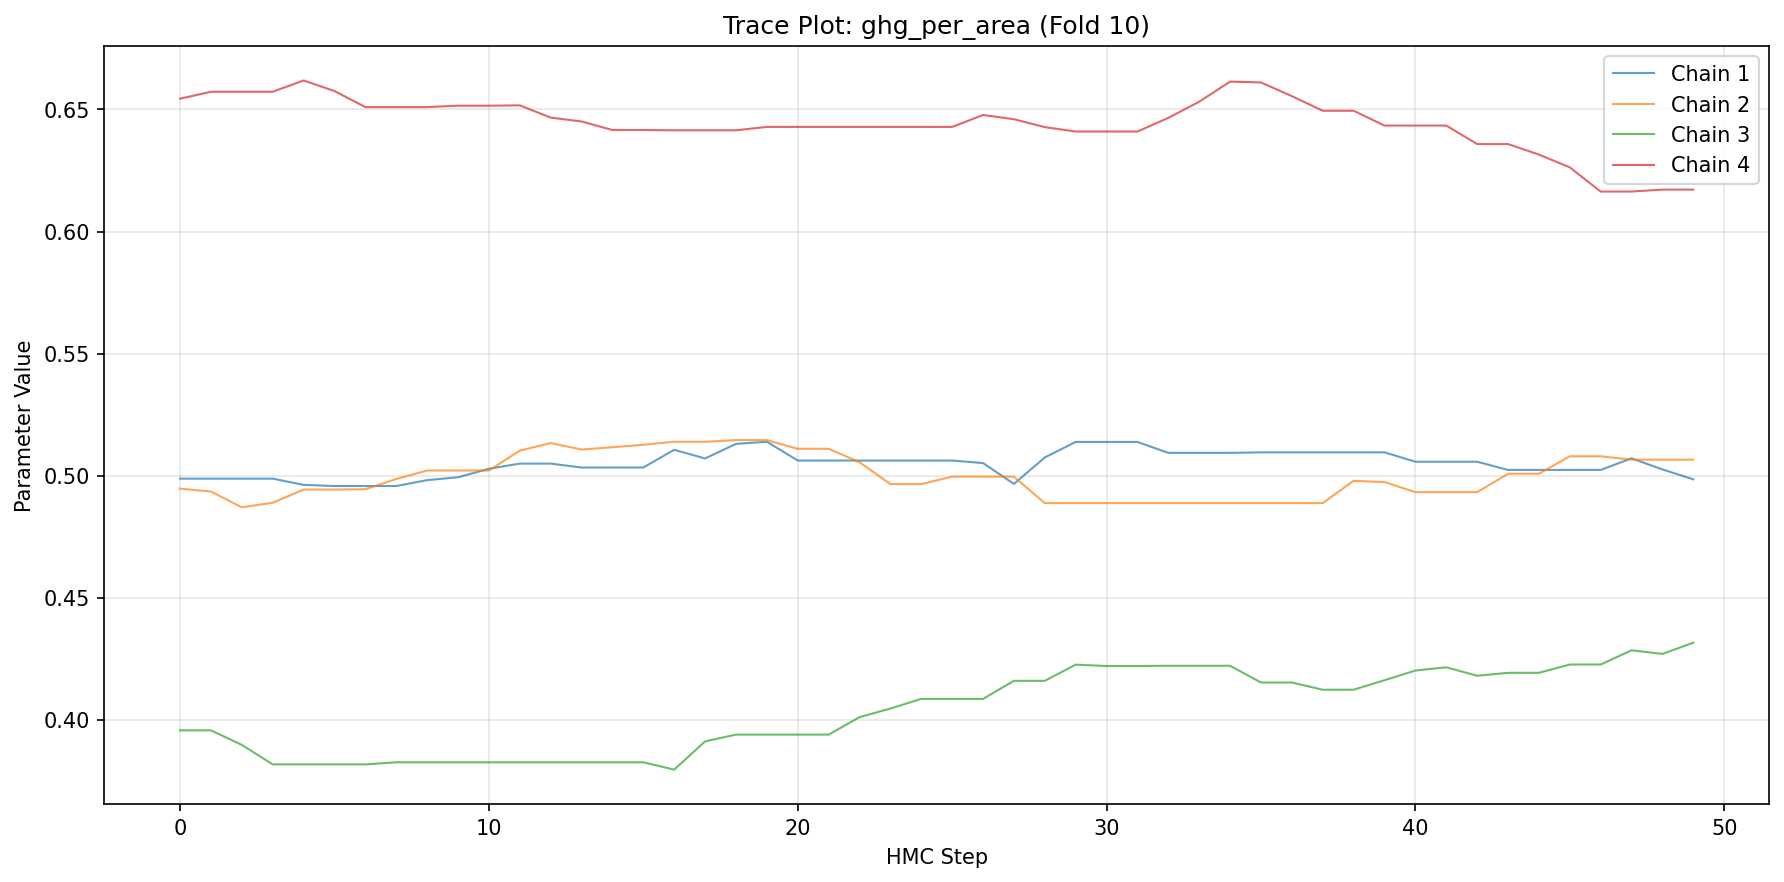 Trace Plot: ghg_per_area (Fold 10)
Chain 1
Chain 2
Chain 3
Chain 4
Parameter Value
0.65
0.60
0.55
0.50
0.45
0.40
0 10 20 30 40 50
HMC Step